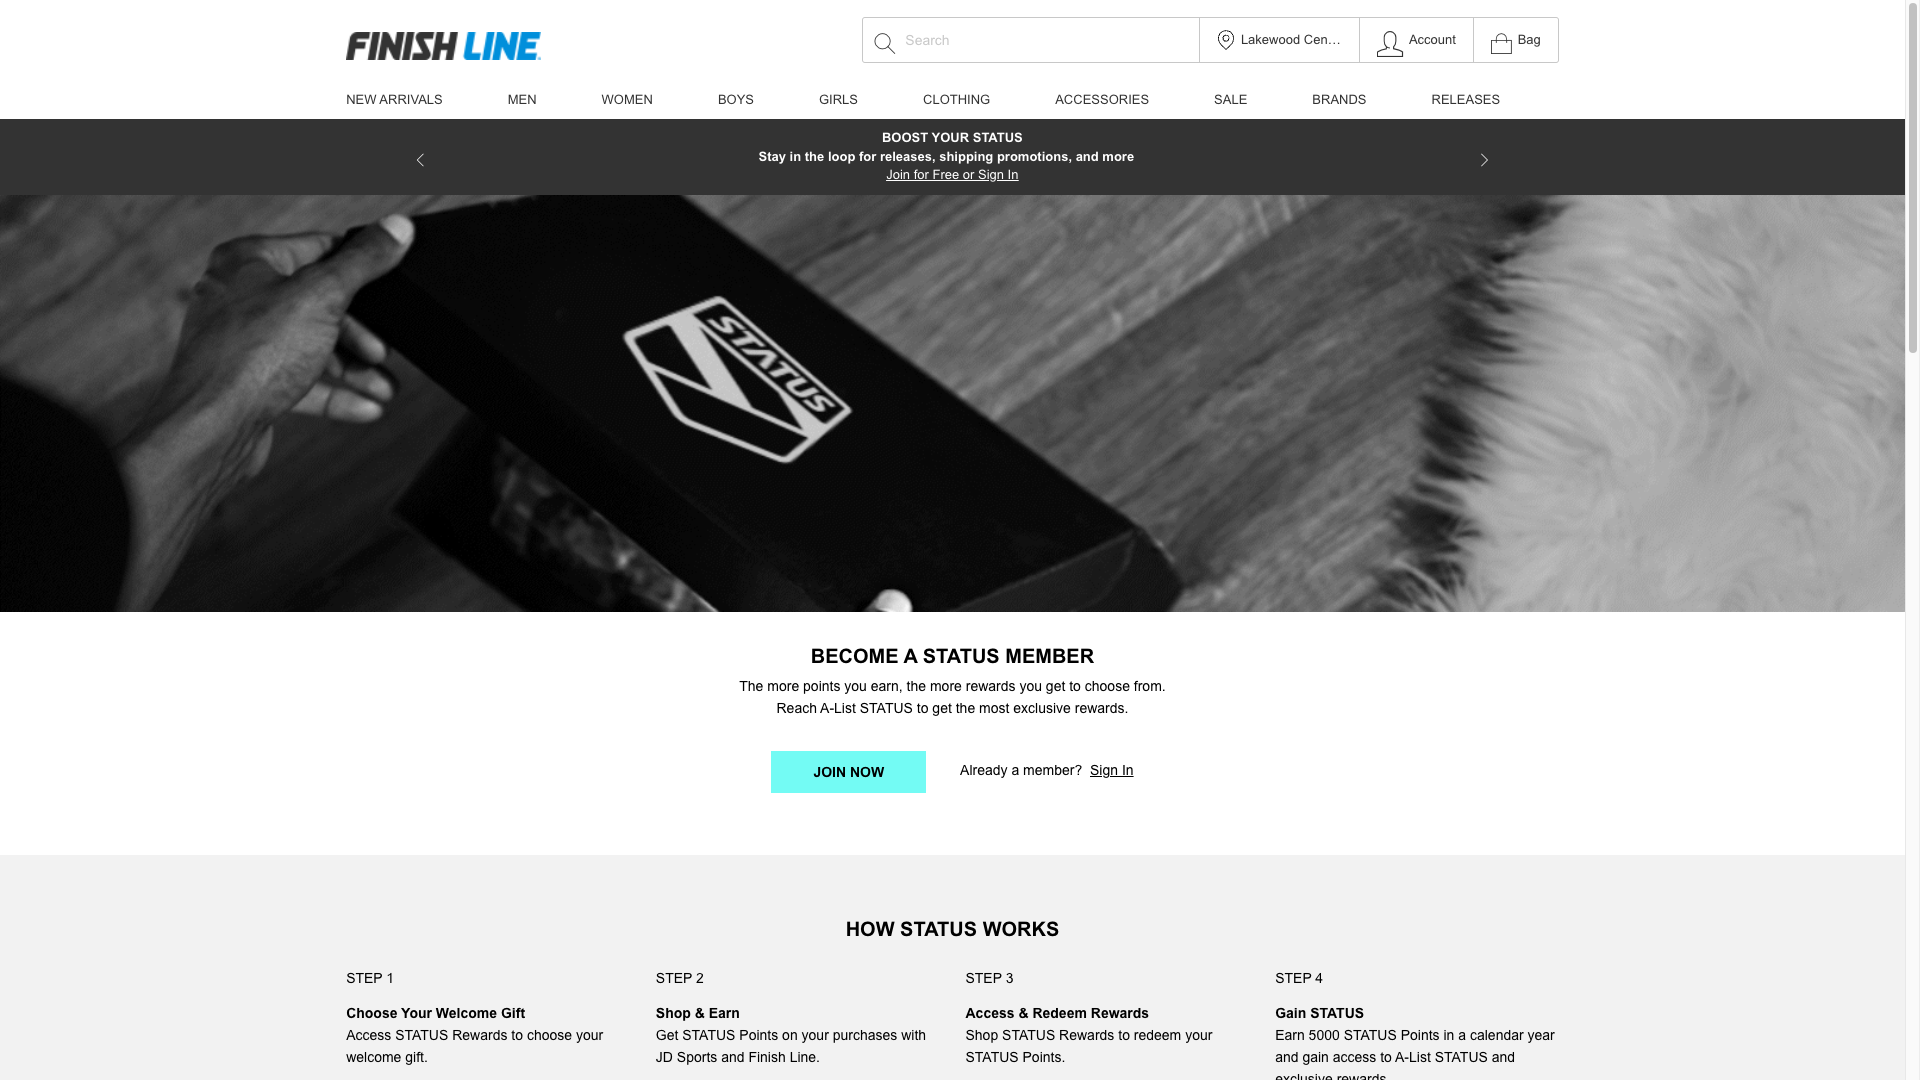 FINISH LINE
Search
Lakewood Cen...
Account
Bag
NEW ARRIVALS
MEN
WOMEN
BOYS
GIRLS
CLOTHING
ACCESSORIES
SALE
BRANDS
RELEASES
BOOST YOUR STATUS
Stay in the loop for releases, shipping promotions, and more
Join for Free or Sign In
STATUS
BECOME A STATUS MEMBER
The more points you earn, the more rewards you get to choose from.
Reach A-List STATUS to get the most exclusive rewards.
JOIN NOW
Already a member? Sign In
HOW STATUS WORKS
STEP 1
Choose Your Welcome Gift
Access STATUS Rewards to choose your
welcome gift.
STEP 2
Shop & Earn
Get STATUS Points on your purchases with
JD Sports and Finish Line.
STEP 3
Access & Redeem Rewards
Shop STATUS Rewards to redeem your
STATUS Points.
STEP 4
Gain STATUS
Earn 5000 STATUS Points in a calendar year
and gain access to A-List STATUS and
exclusive rewards.